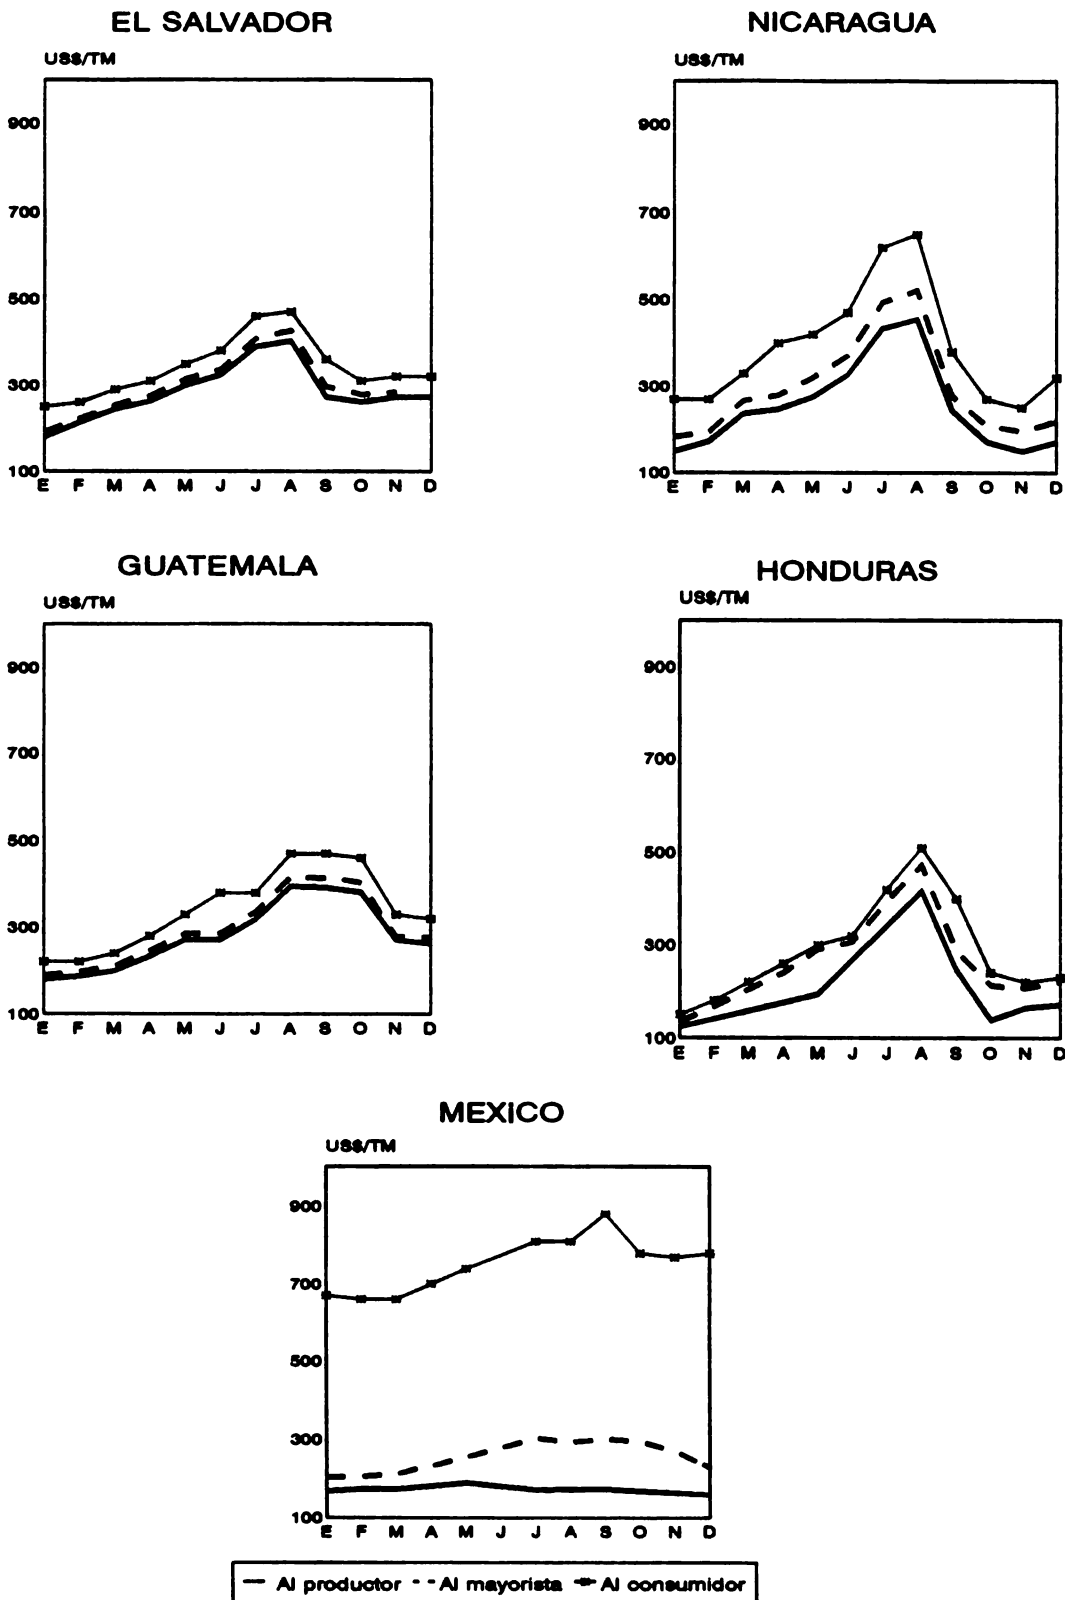 EL SALVADOR
US$/TM
900
700
500
300
100
E F M A M J J A S O N D
NICARAGUA
US$/TM
900
700
500
300
100
E F M A M J J A S O N D
GUATEMALA
US$/TM
900
700
500
300
100
E F M A M J J A S O N D
HONDURAS
US$/TM
900
700
500
300
100
E F M A M J J A S O N D
MEXICO
US$/TM
900
700
500
300
100
E F M A M J J A S O N D
Al productor Al mayorista Al consumidor